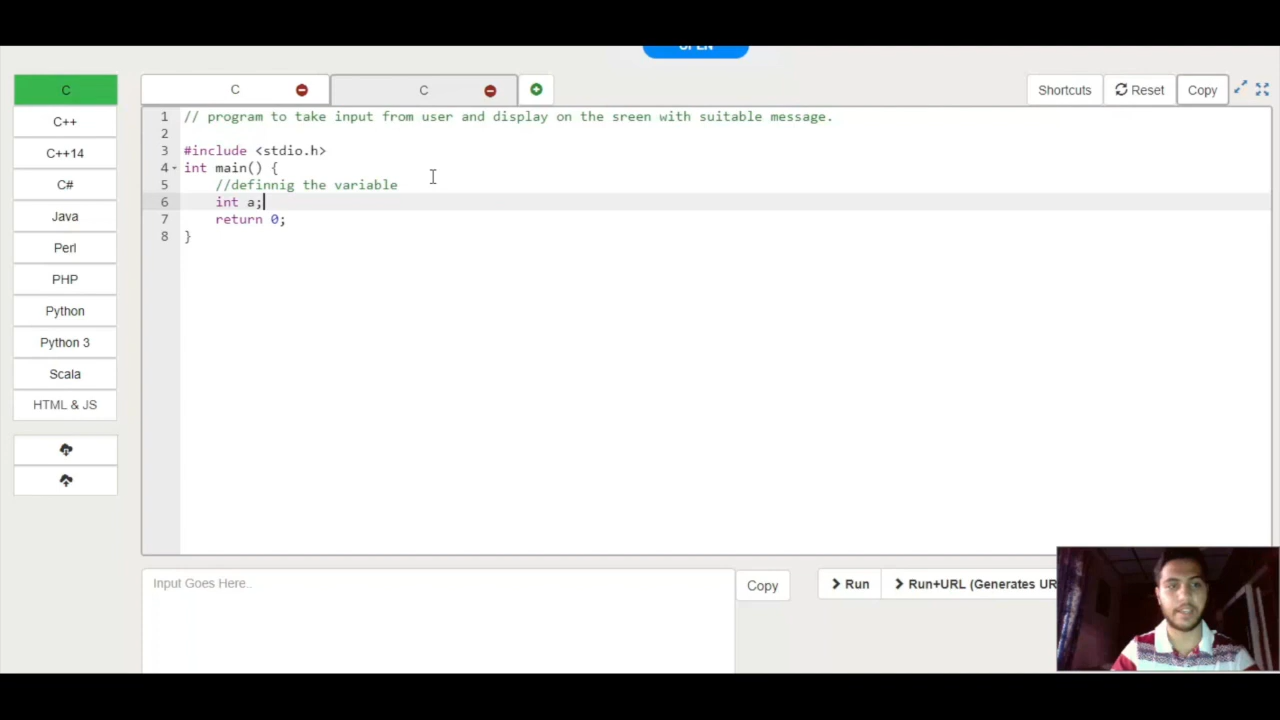 OPEN
C
C
C
Shortcuts
Reset
Copy
C++
C++14
C#
Java
Perl
PHP
Python
Python 3
Scala
HTML & JS
1 // program to take input from user and display on the sreen with suitable message.
2
3 #include <stdio.h>
4 int main() {
5 //definnig the variable
6 int a;
7 return 0;
8 }
Input Goes Here..
Copy
Run
Run+URL (Generates UR